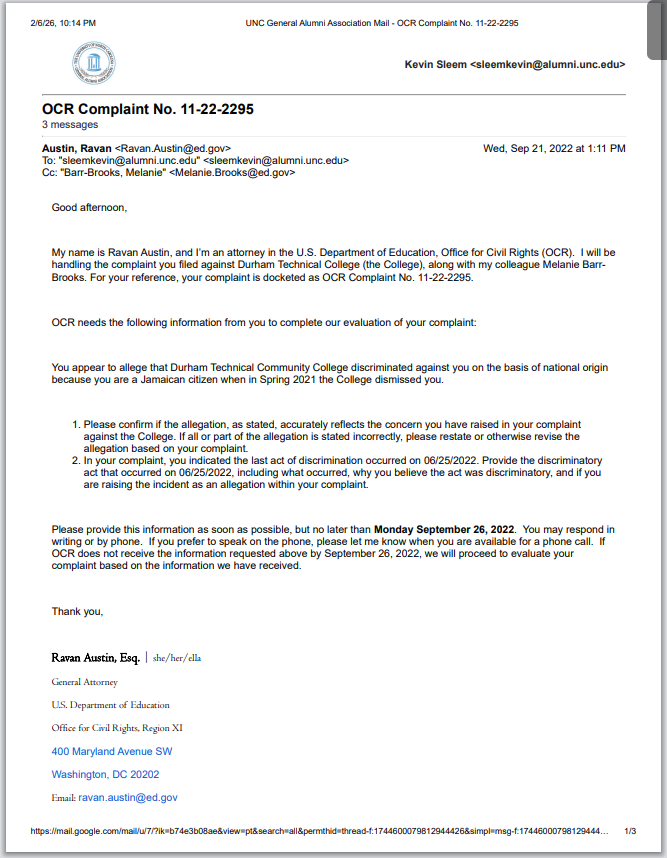 2/6/26, 10:14 PM
UNC General Alumni Association Mail - OCR Complaint No. 11-22-2295
Kevin Sleem <sleemkevin@alumni.unc.edu>
OCR Complaint No. 11-22-2295
3 messages
Austin, Ravan <Ravan.Austin@ed.gov>
Wed, Sep 21, 2022 at 1:11 PM
To: "sleemkevin@alumni.unc.edu" <sleemkevin@alumni.unc.edu>
Cc: "Barr-Brooks, Melanie" <Melanie.Brooks@ed.gov>
Good afternoon,
My name is Ravan Austin, and I'm an attorney in the U.S. Department of Education, Office for Civil Rights (OCR).  I will be
handling the complaint you filed against Durham Technical College (the College), along with my colleague Melanie Barr-
Brooks. For your reference, your complaint is docketed as OCR Complaint No. 11-22-2295.
OCR needs the following information from you to complete our evaluation of your complaint:
You appear to allege that Durham Technical Community College discriminated against you on the basis of national origin
because you are a Jamaican citizen when in Spring 2021 the College dismissed you.
1. Please confirm if the allegation, as stated, accurately reflects the concern you have raised in your complaint
against the College. If all or part of the allegation is stated incorrectly, please restate or otherwise revise the
allegation based on your complaint.
2. In your complaint, you indicated the last act of discrimination occurred on 06/25/2022. Provide the discriminatory
act that occurred on 06/25/2022, including what occurred, why you believe the act was discriminatory, and if you
are raising the incident as an allegation within your complaint.
Please provide this information as soon as possible, but no later than Monday September 26, 2022.  You may respond in
writing or by phone.  If you prefer to speak on the phone, please let me know when you are available for a phone call.  If
OCR does not receive the information requested above by September 26, 2022, we will proceed to evaluate your
complaint based on the information we have received.
Thank you,
Ravan Austin, Esq. | she/her/ella
General Attorney
U.S. Department of Education
Office for Civil Rights, Region XI
400 Maryland Avenue SW
Washington, DC 20202
Email: ravan.austin@ed.gov
https://mail.google.com/mail/u/7/?ik=b74e3b08ae&view=pt&search=all&permthid=thread-f:1744600079812944426&simpl=msg-f:17446000798129444…
1/3